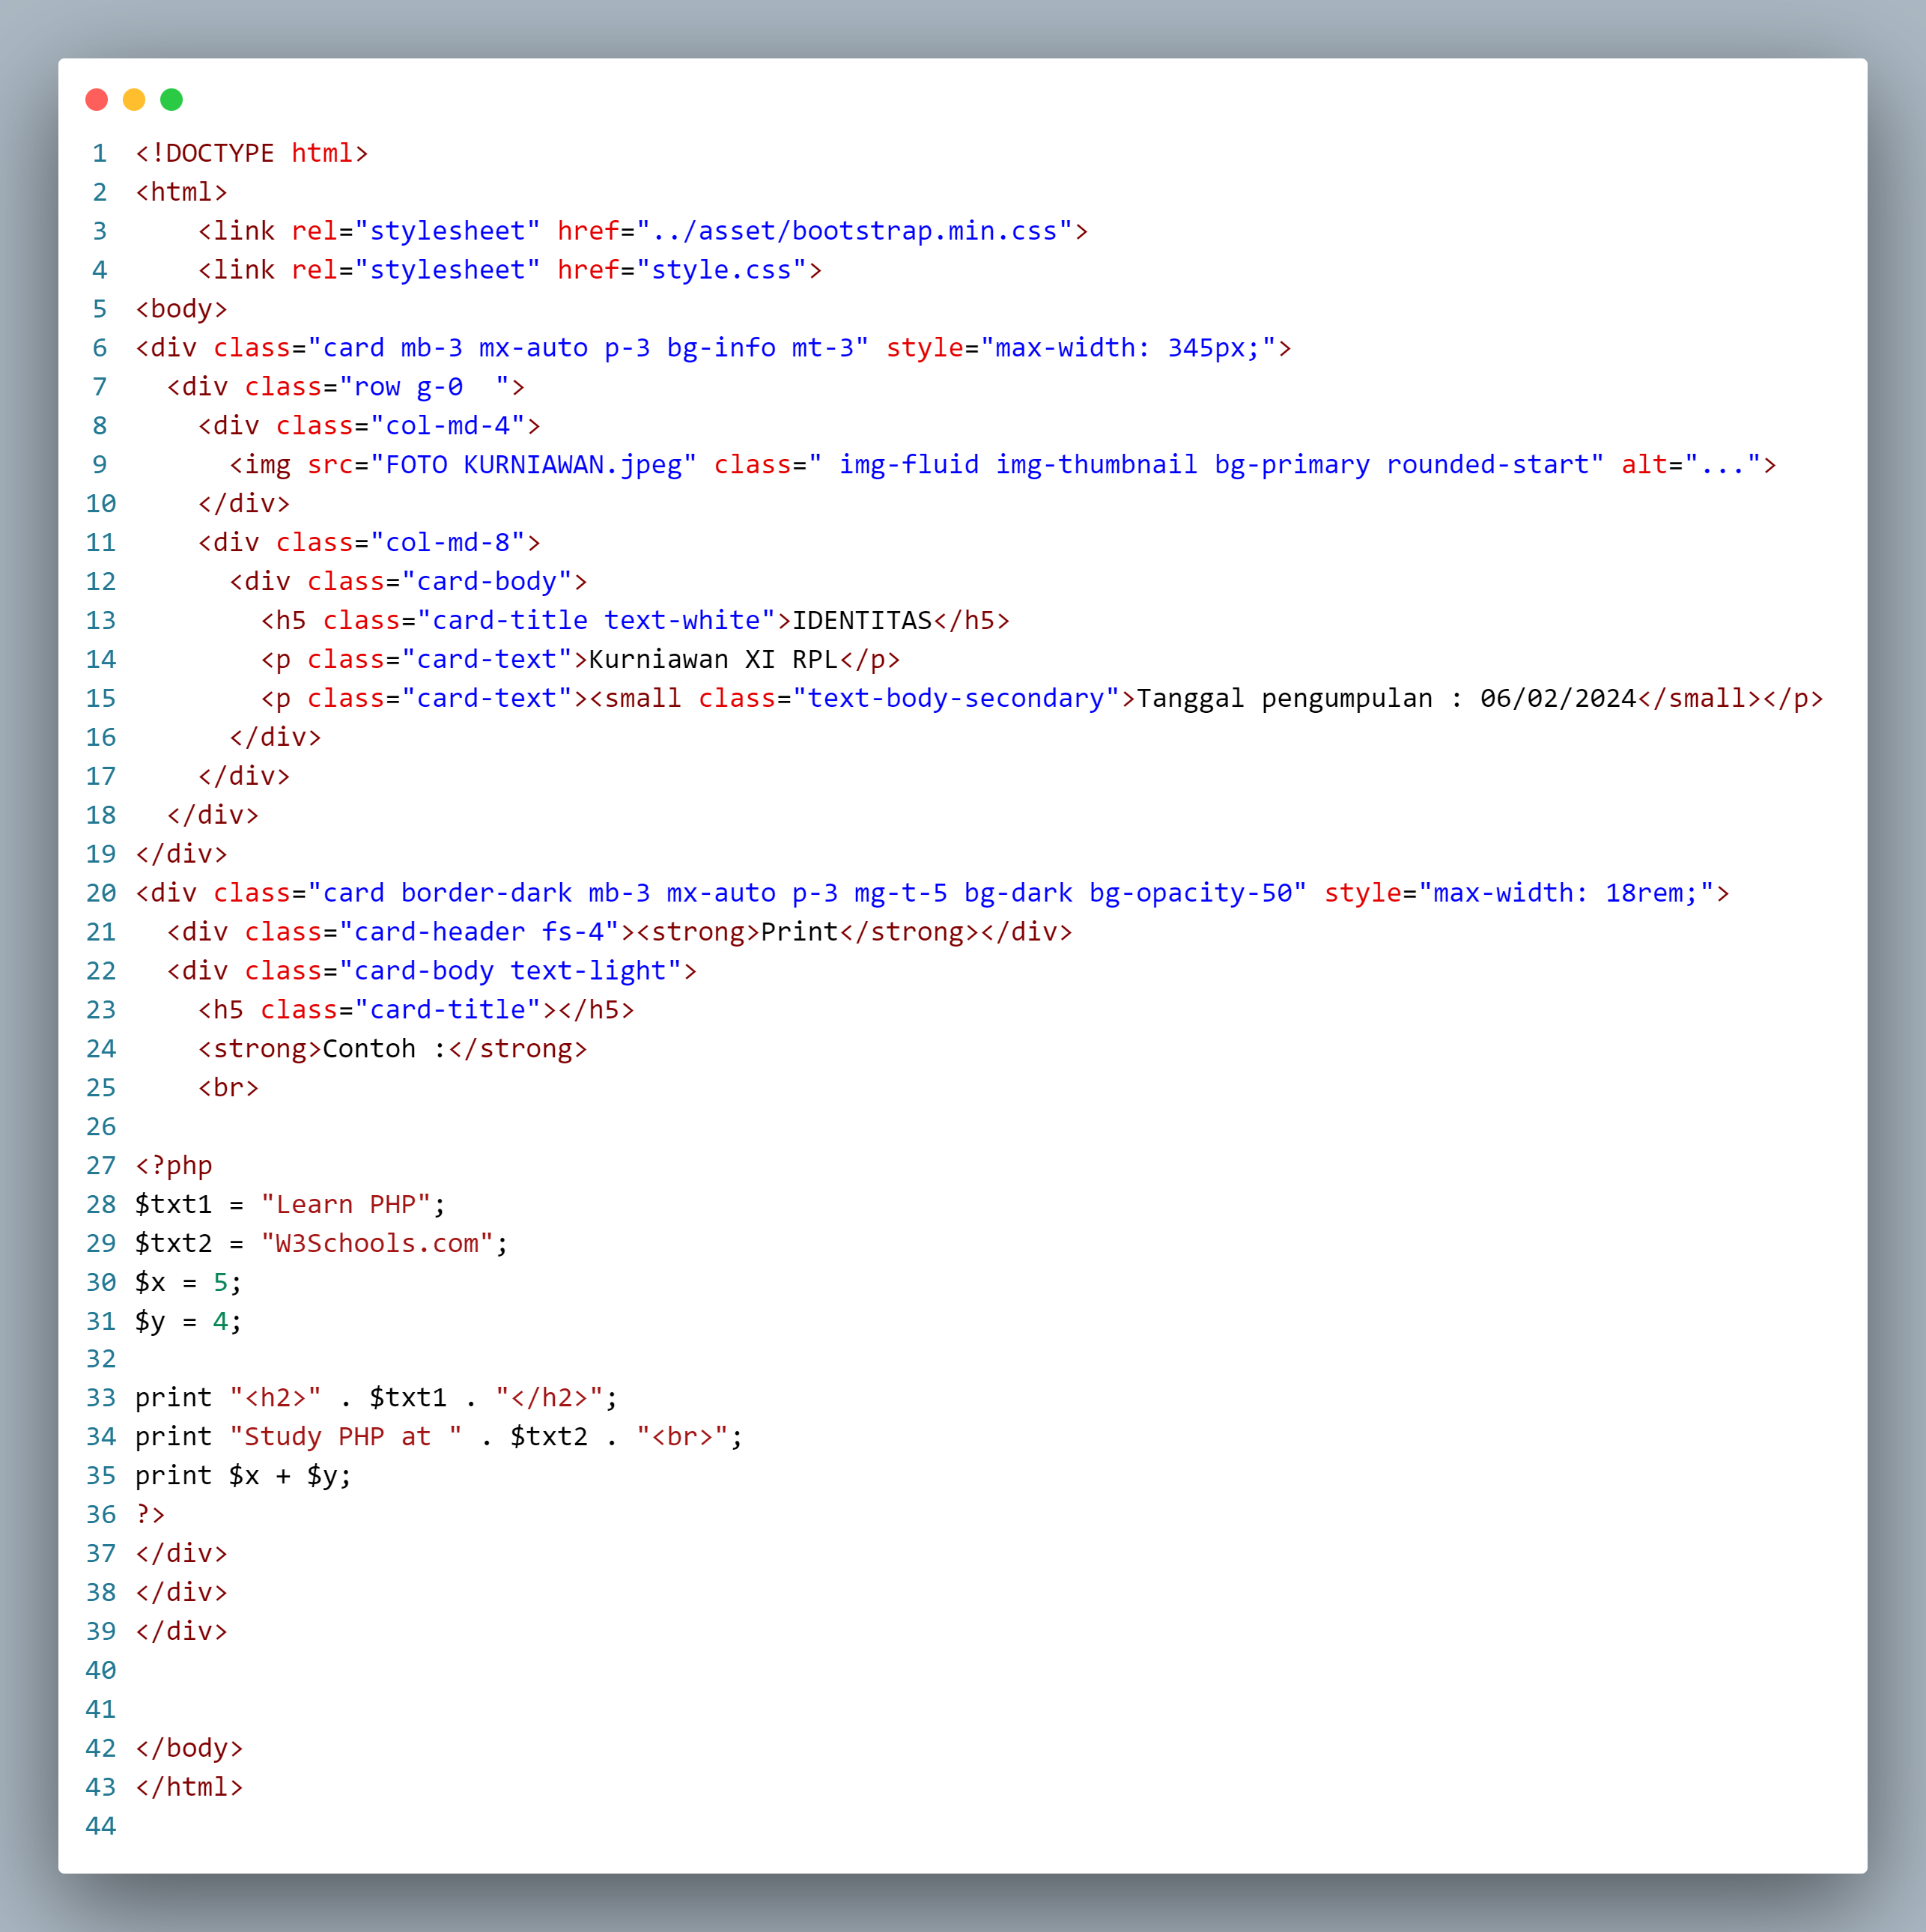 1 <!DOCTYPE html>
2 <html>
3     <link rel="stylesheet" href="../asset/bootstrap.min.css">
4     <link rel="stylesheet" href="style.css">
5 <body>
6 <div class="card mb-3 mx-auto p-3 bg-info mt-3" style="max-width: 345px;">
7   <div class="row g-0  ">
8     <div class="col-md-4">
9       <img src="FOTO KURNIAWAN.jpeg" class=" img-fluid img-thumbnail bg-primary rounded-start" alt="...">
10     </div>
11     <div class="col-md-8">
12       <div class="card-body">
13         <h5 class="card-title text-white">IDENTITAS</h5>
14         <p class="card-text">Kurniawan XI RPL</p>
15         <p class="card-text"><small class="text-body-secondary">Tanggal pengumpulan : 06/02/2024</small></p>
16       </div>
17     </div>
18   </div>
19 </div>
20 <div class="card border-dark mb-3 mx-auto p-3 mg-t-5 bg-dark bg-opacity-50" style="max-width: 18rem;">
21   <div class="card-header fs-4"><strong>Print</strong></div>
22   <div class="card-body text-light">
23     <h5 class="card-title"></h5>
24     <strong>Contoh :</strong>
25     <br>
26
27 <?php
28 $txt1 = "Learn PHP";
29 $txt2 = "W3Schools.com";
30 $x = 5;
31 $y = 4;
32
33 print "<h2>" . $txt1 . "</h2>";
34 print "Study PHP at " . $txt2 . "<br>";
35 print $x + $y;
36 ?>
37 </div>
38 </div>
39 </div>
40
41
42 </body>
43 </html>
44